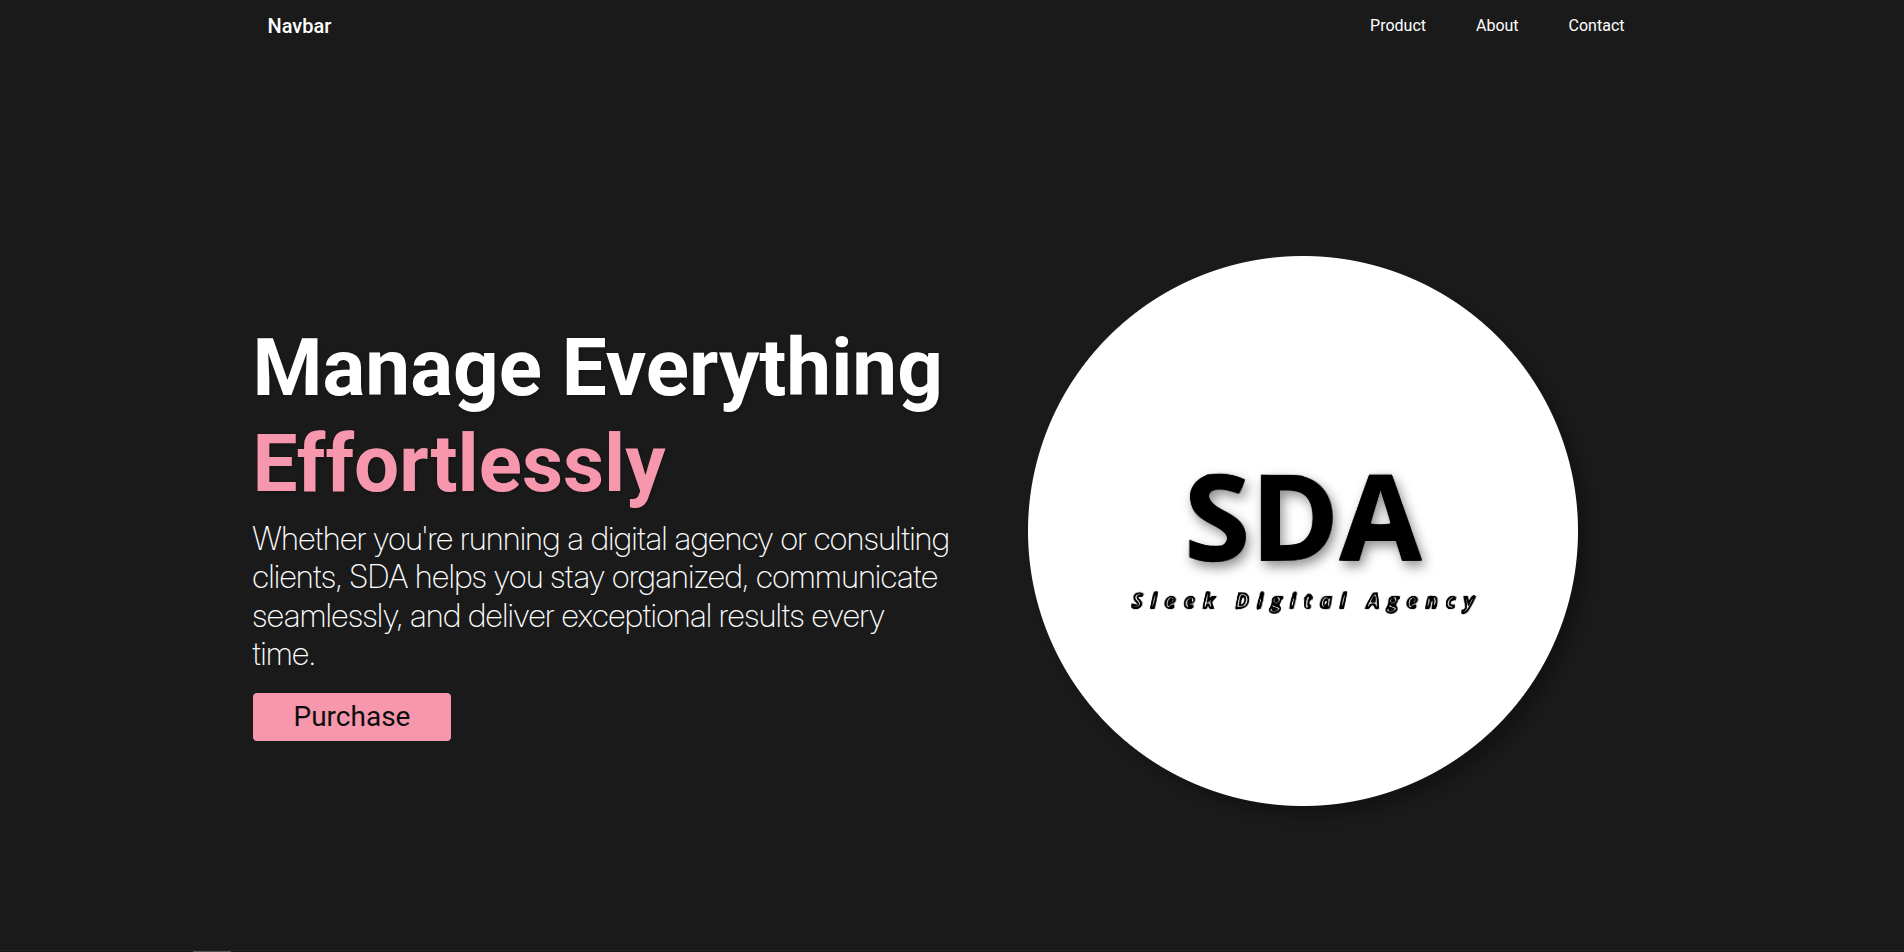 Navbar
Product
About
Contact
Manage Everything
Effortlessly
Whether you're running a digital agency or consulting
clients, SDA helps you stay organized, communicate
seamlessly, and deliver exceptional results every
time.
Purchase
SDA
Sleek Digital Agency